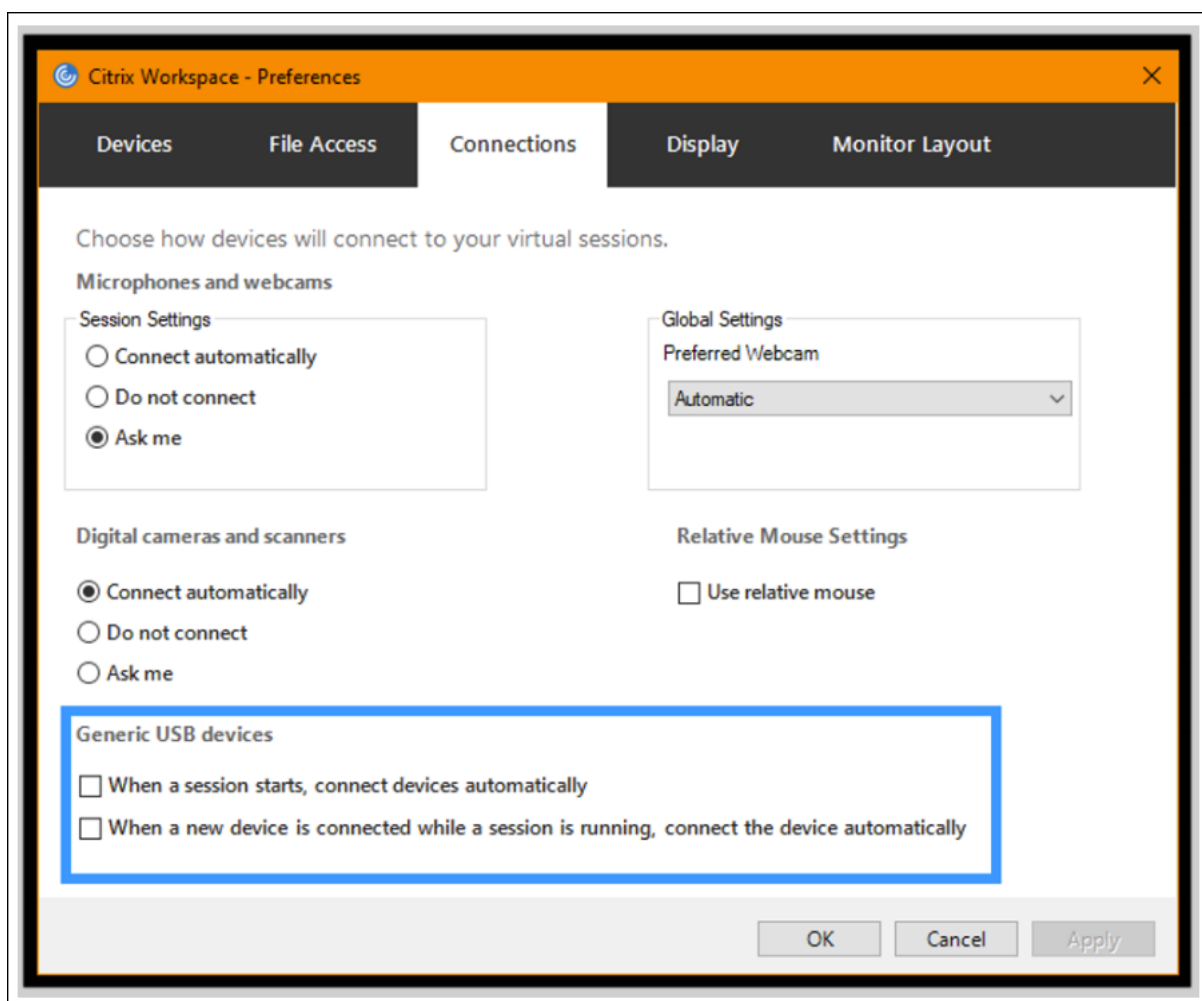 Citrix Workspace - Preferences
Devices
File Access
Connections
Display
Monitor Layout
Choose how devices will connect to your virtual sessions.
Microphones and webcams
Session Settings
Connect automatically
Do not connect
Ask me
Global Settings
Preferred Webcam
Automatic
Digital cameras and scanners
Connect automatically
Do not connect
Ask me
Relative Mouse Settings
Use relative mouse
Generic USB devices
When a session starts, connect devices automatically
When a new device is connected while a session is running, connect the device automatically
OK
Cancel
Apply